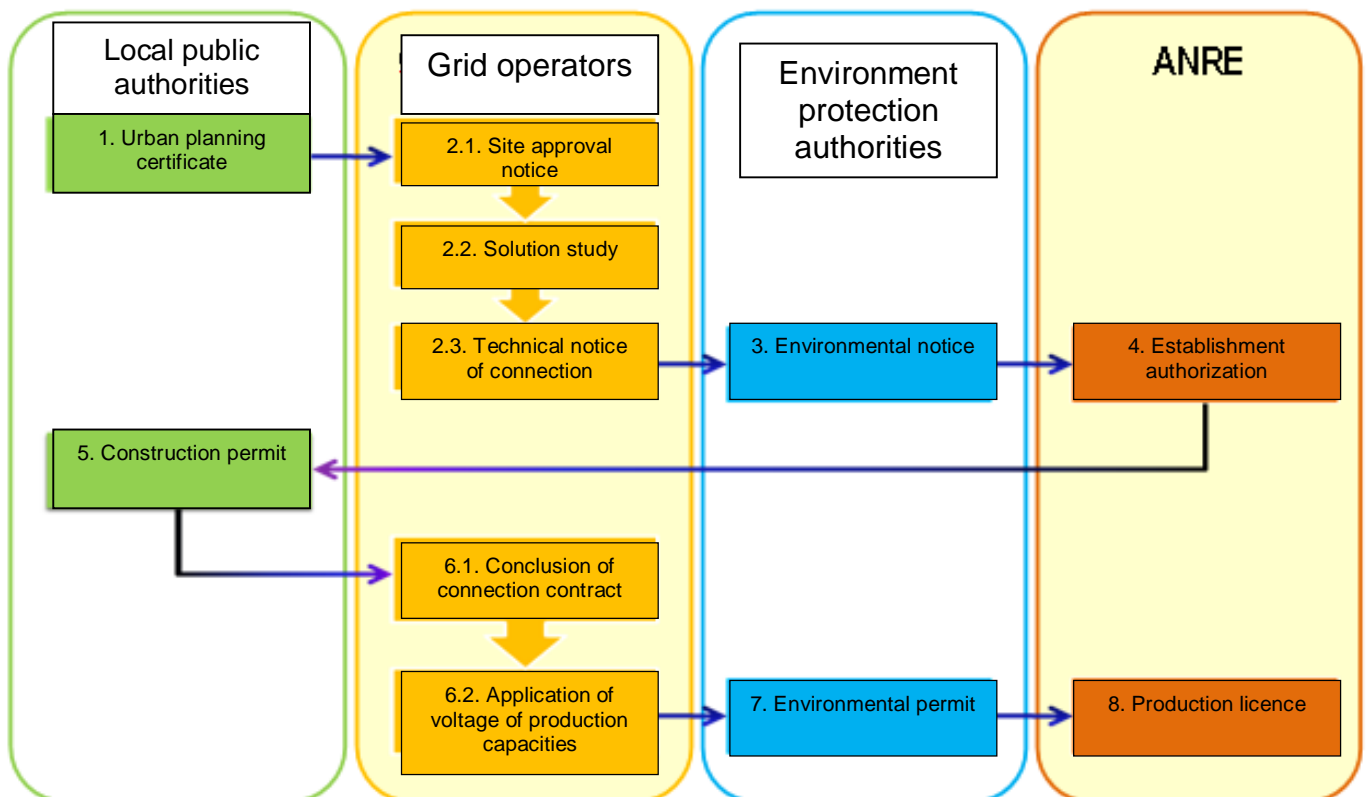 Local public
authorities
Grid operators
Environment
protection
authorities
ANRE
1. Urban planning
certificate
2.1. Site approval
notice
2.2. Solution study
2.3. Technical notice
of connection
3. Environmental notice
4. Establishment
authorization
5. Construction permit
6.1. Conclusion of
connection contract
6.2. Application of
voltage of production
capacities
7. Environmental permit
8. Production licence